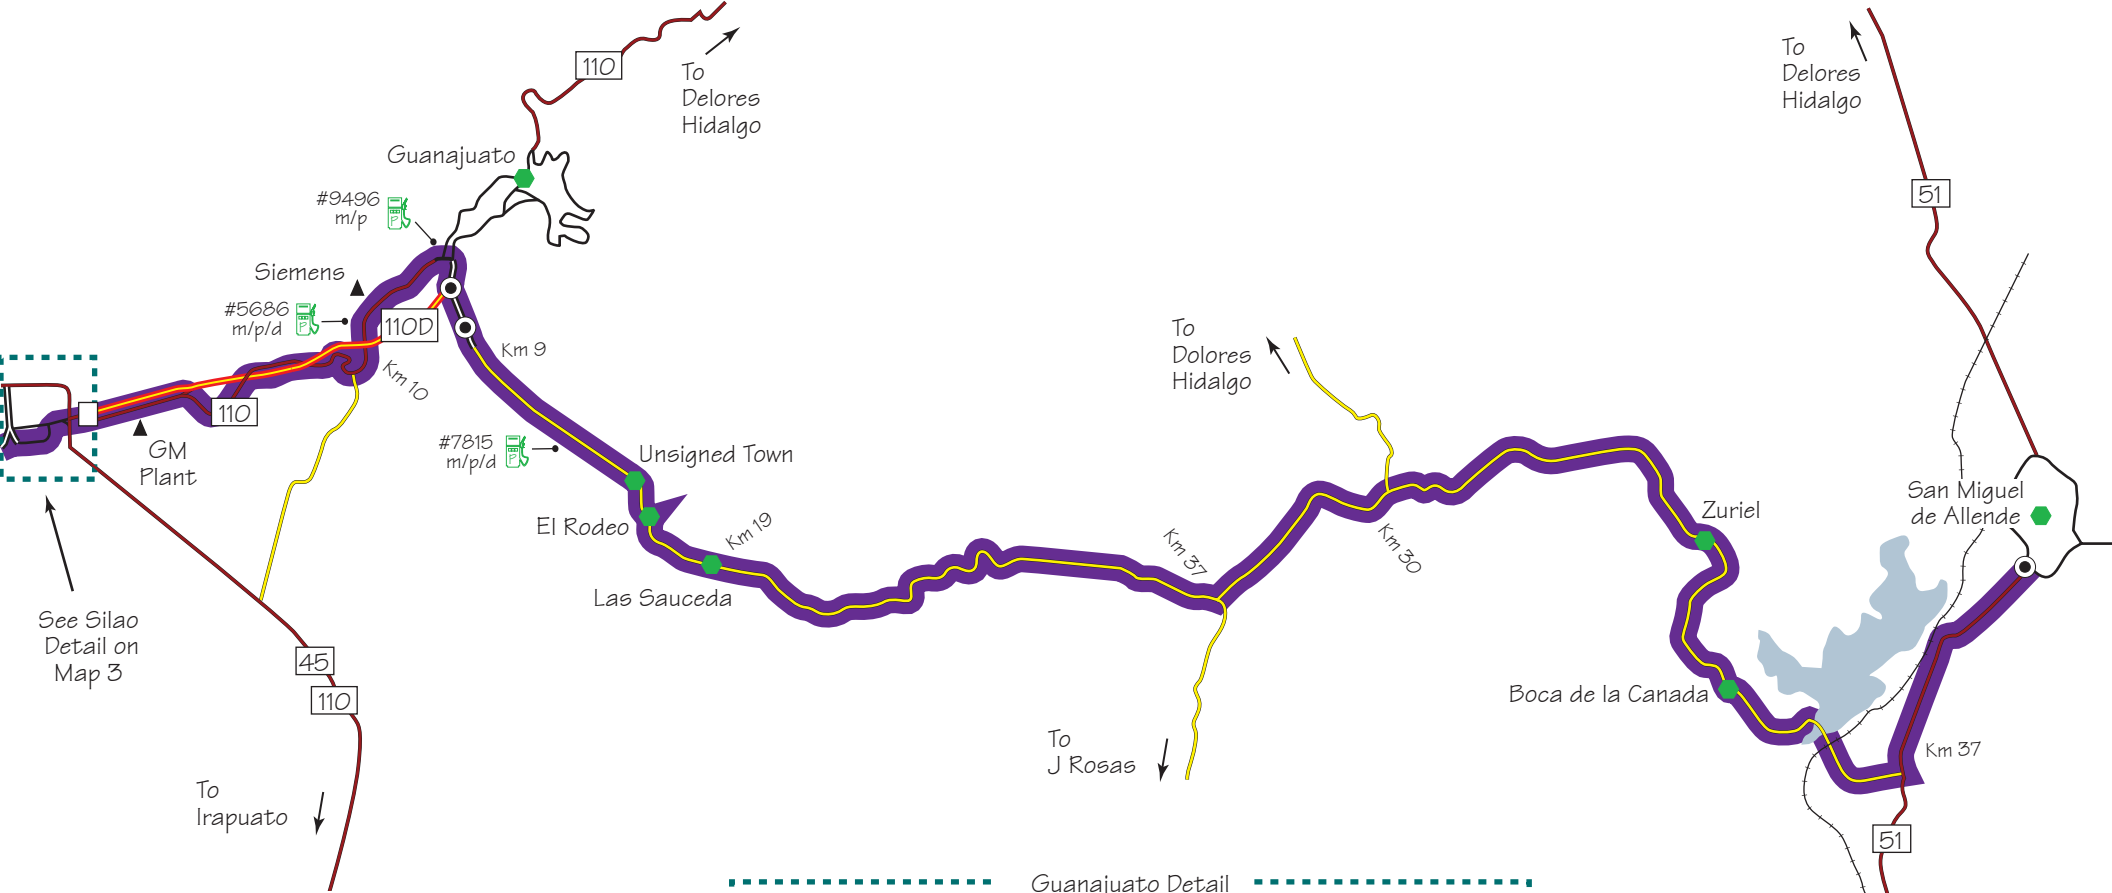 110
To
Delores
Hidalgo
To
Delores
Hidalgo
Guanajuato
#9496
m/p
51
Siemens
#5686
m/p/d
110D
Km 9
Km 10
To
Dolores
Hidalgo
110
GM
Plant
#7815
m/p/d
Unsigned Town
El Rodeo
Km 19
Las Sauceda
Km 37
Km 30
Zuriel
San Miguel
de Allende
See Silao
Detail on
Map 3
45
110
To
Irapuato
To
J Rosas
Boca de la Canada
Km 37
51
Guanajuato Detail